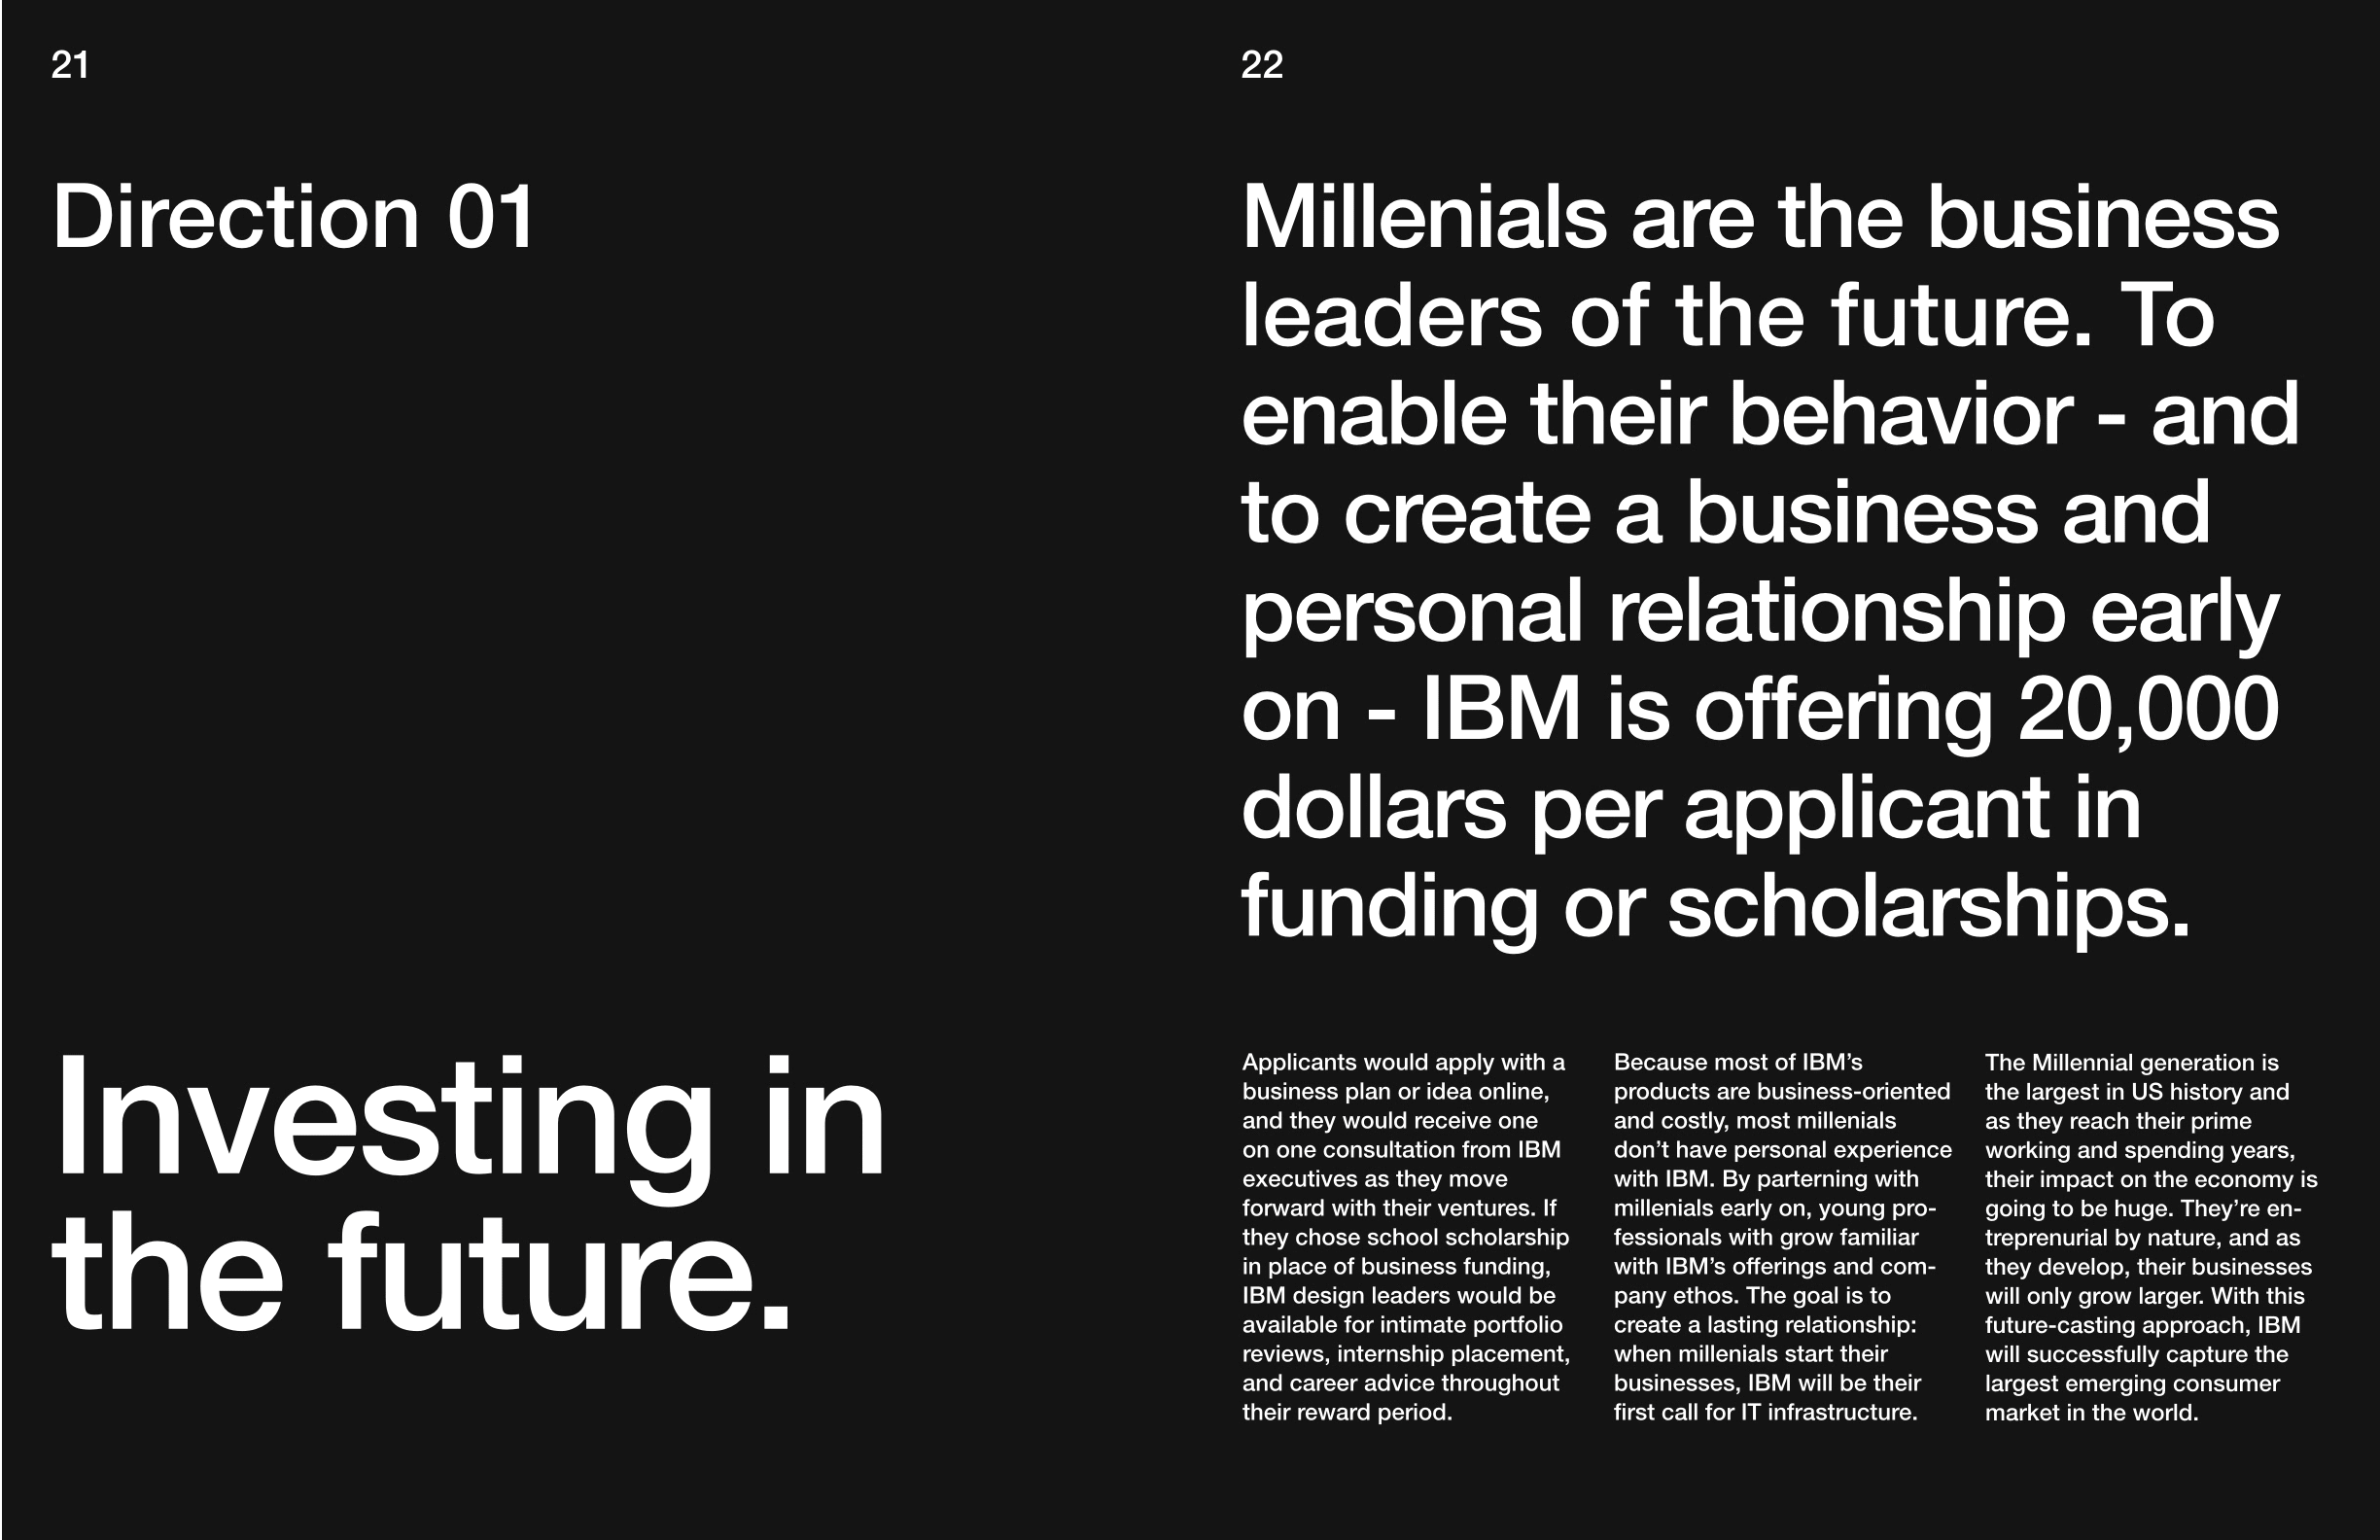 21
Direction 01
Investing in
the future.
22
Millenials are the business
leaders of the future. To
enable their behavior - and
to create a business and
personal relationship early
on - IBM is offering 20,000
dollars per applicant in
funding or scholarships.
Applicants would apply with a
business plan or idea online,
and they would receive one
on one consultation from IBM
executives as they move
forward with their ventures. If
they chose school scholarship
in place of business funding,
IBM design leaders would be
available for intimate portfolio
reviews, internship placement,
and career advice throughout
their reward period.
Because most of IBM’s
products are business-oriented
and costly, most millenials
don’t have personal experience
with IBM. By parterning with
millenials early on, young pro-
fessionals with grow familiar
with IBM’s offerings and com-
pany ethos. The goal is to
create a lasting relationship:
when millenials start their
businesses, IBM will be their
first call for IT infrastructure.
The Millennial generation is
the largest in US history and
as they reach their prime
working and spending years,
their impact on the economy is
going to be huge. They’re en-
treprenurial by nature, and as
they develop, their businesses
will only grow larger. With this
future-casting approach, IBM
will successfully capture the
largest emerging consumer
market in the world.